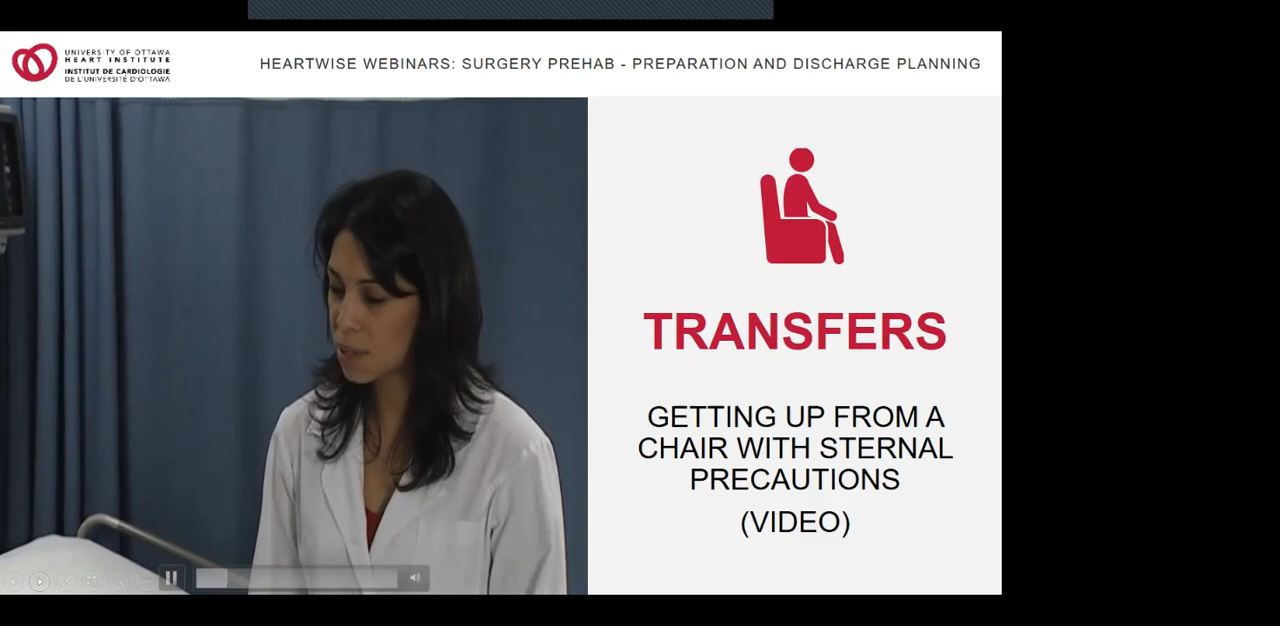 UNIVERSITY OF OTTAWA
HEART INSTITUTE
INSTITUT DE CARDIOLOGIE
DE L'UNIVERSITÉ D'OTTAWA
HEARTWISE WEBINARS: SURGERY PREHAB - PREPARATION AND DISCHARGE PLANNING
TRANSFERS
GETTING UP FROM A
CHAIR WITH STERNAL
PRECAUTIONS
(VIDEO)